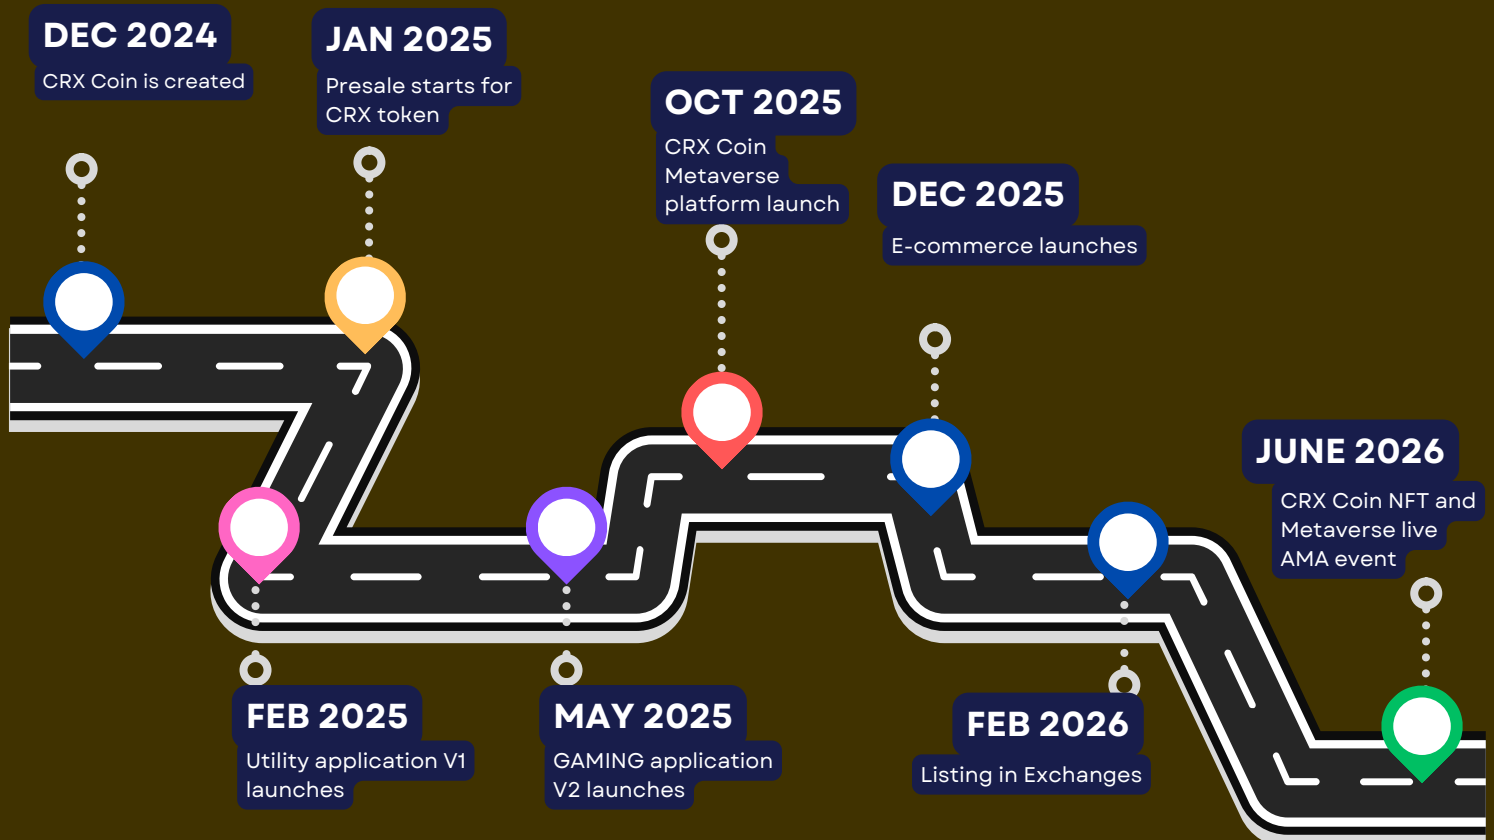 DEC 2024
CRX Coin is created
JAN 2025
Presale starts for
CRX token
OCT 2025
CRX Coin
Metaverse
platform launch
DEC 2025
E-commerce launches
JUNE 2026
CRX Coin NFT and
Metaverse live
AMA event
FEB 2025
Utility application V1
launches
MAY 2025
GAMING application
V2 launches
FEB 2026
Listing in Exchanges